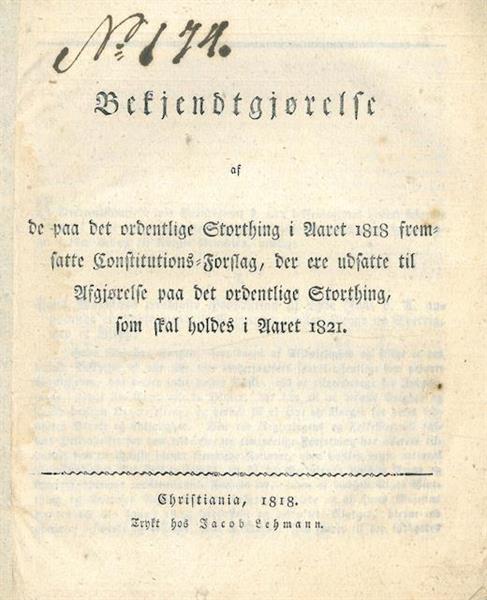 No 174.
Bekjendtgjørelse
af
de paa det ordentlige Storthing i Aaret 1818 frem-
satte Constitutions-Forslag, der ere udsatte til
Afgjørelse paa det ordentlige Storthing,
som skal holdes i Aaret 1821.
Christiania, 1818.
Trykt hos Jacob Lehmann.